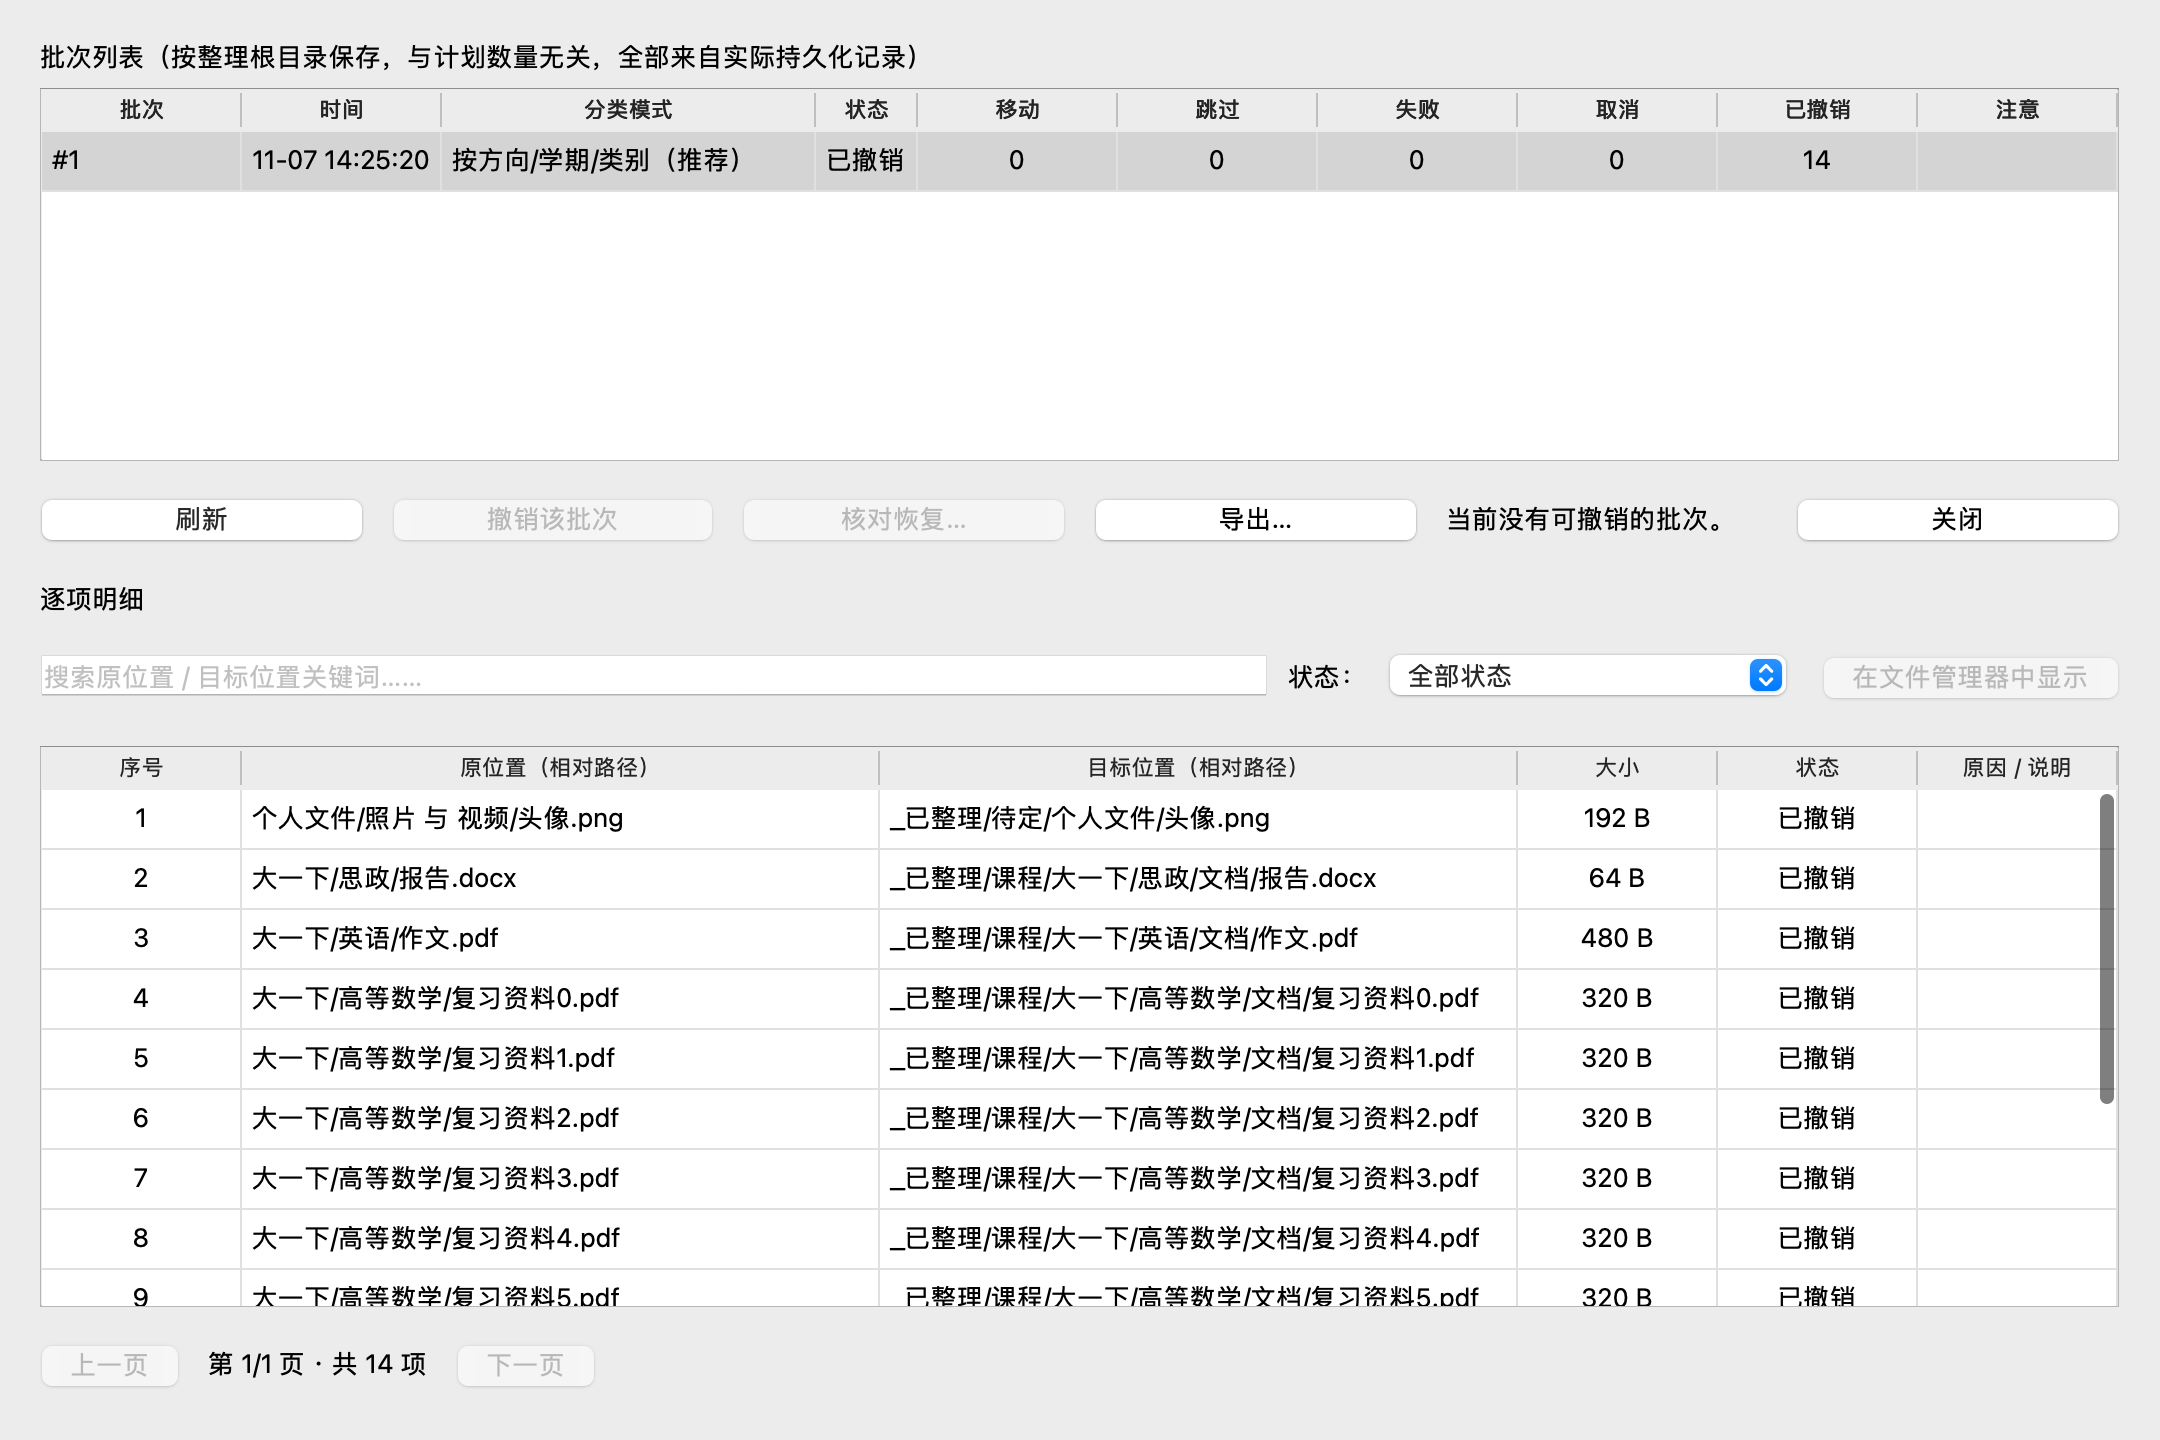 批次列表（按整理根目录保存，与计划数量无关，全部来自实际持久化记录）
批次 时间 分类模式 状态 移动 跳过 失败 取消 已撤销 注意
#1 11-07 14:25:20 按方向/学期/类别（推荐） 已撤销 0 0 0 0 14
刷新 撤销该批次 核对恢复... 导出... 当前没有可撤销的批次。 关闭
逐项明细
搜索原位置 / 目标位置关键词…… 状态： 全部状态 在文件管理器中显示
序号 原位置（相对路径） 目标位置（相对路径） 大小 状态 原因 / 说明
1 个人文件/照片 与 视频/头像.png _已整理/待定/个人文件/头像.png 192 B 已撤销
2 大一下/思政/报告.docx _已整理/课程/大一下/思政/文档/报告.docx 64 B 已撤销
3 大一下/英语/作文.pdf _已整理/课程/大一下/英语/文档/作文.pdf 480 B 已撤销
4 大一下/高等数学/复习资料0.pdf _已整理/课程/大一下/高等数学/文档/复习资料0.pdf 320 B 已撤销
5 大一下/高等数学/复习资料1.pdf _已整理/课程/大一下/高等数学/文档/复习资料1.pdf 320 B 已撤销
6 大一下/高等数学/复习资料2.pdf _已整理/课程/大一下/高等数学/文档/复习资料2.pdf 320 B 已撤销
7 大一下/高等数学/复习资料3.pdf _已整理/课程/大一下/高等数学/文档/复习资料3.pdf 320 B 已撤销
8 大一下/高等数学/复习资料4.pdf _已整理/课程/大一下/高等数学/文档/复习资料4.pdf 320 B 已撤销
9 大一下/高等数学/复习资料5.pdf 已整理/课程/大一下/高等数学/文档/复习资料5.pdf 320 B 已撤销
上一页 第 1/1 页 · 共 14 项 下一页